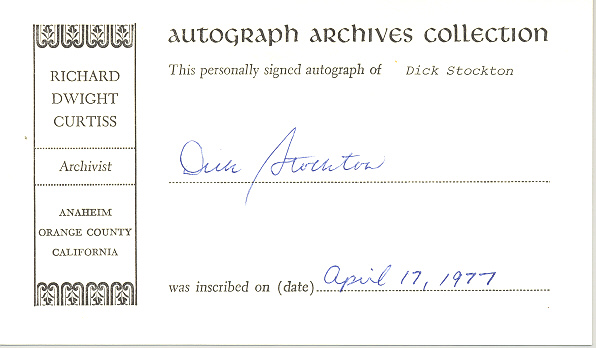 RICHARD
DWIGHT
CURTISS
Archivist
ANAHEIM
ORANGE COUNTY
CALIFORNIA
AUTOGRAPH ARCHIVES COLLECTION
This personally signed autograph of Dick Stockton
Dick Stockton
was inscribed on (date) April 17, 1977